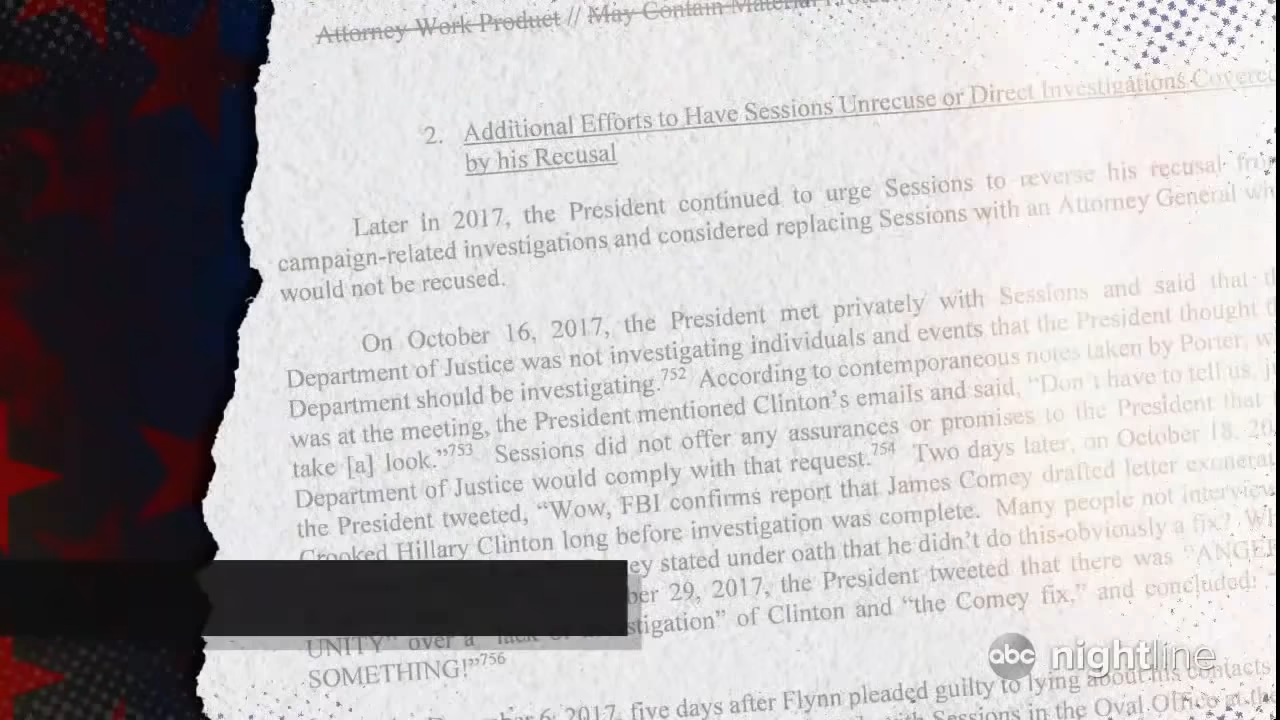 Attorney Work Product // May Contain Material
2. Additional Efforts to Have Sessions Unrecuse or Direct Investigations Covered
by his Recusal
Later in 2017, the President continued to urge Sessions to reverse his recusal from
campaign-related investigations and considered replacing Sessions with an Attorney General
would not be recused.
On October 16, 2017, the President met privately with Sessions and said that
Department of Justice was not investigating individuals and events that the President thought
Department should be investigating.752 According to contemporaneous notes taken by Porter,
was at the meeting, the President mentioned Clinton's emails and said, "Don't have to tell us,
take [a] look."753 Sessions did not offer any assurances or promises to the President that
Department of Justice would comply with that request.754 Two days later, on October 18,
the President tweeted, "Wow, FBI confirms report that James Comey drafted letter
Crooked Hillary Clinton long before investigation was complete. Many people not
ey stated under oath that he didn't do this-obviously a fix?
ber 29, 2017, the President tweeted that there was "ANGER
UNITY" over a "lack of stigation" of Clinton and "the Comey fix," and concluded:
SOMETHING!"756
6, 2017, five days after Flynn pleaded guilty to lying about his contacts
Sessions in the Oval Office
abc nightline